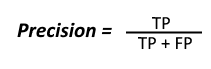 Precision = TP
TP + FP